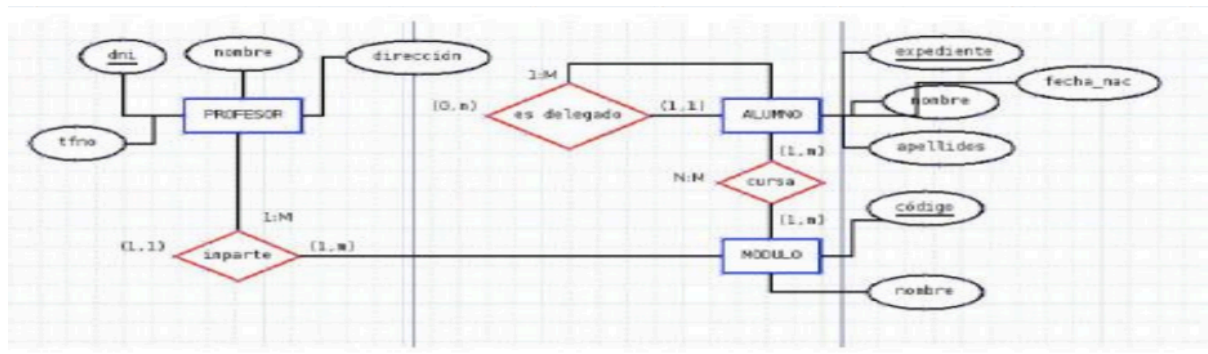 dni
nombre
dirección
tfno
PROFESOR
1:M
(1,1)
imparte
(1,m)
1:M
(0,m)
es delegado
(1,1)
ALUMNO
expediente
fecha_nac
nombre
apellidos
(1,m)
N:M
cursa
(1,m)
MODULO
código
nombre